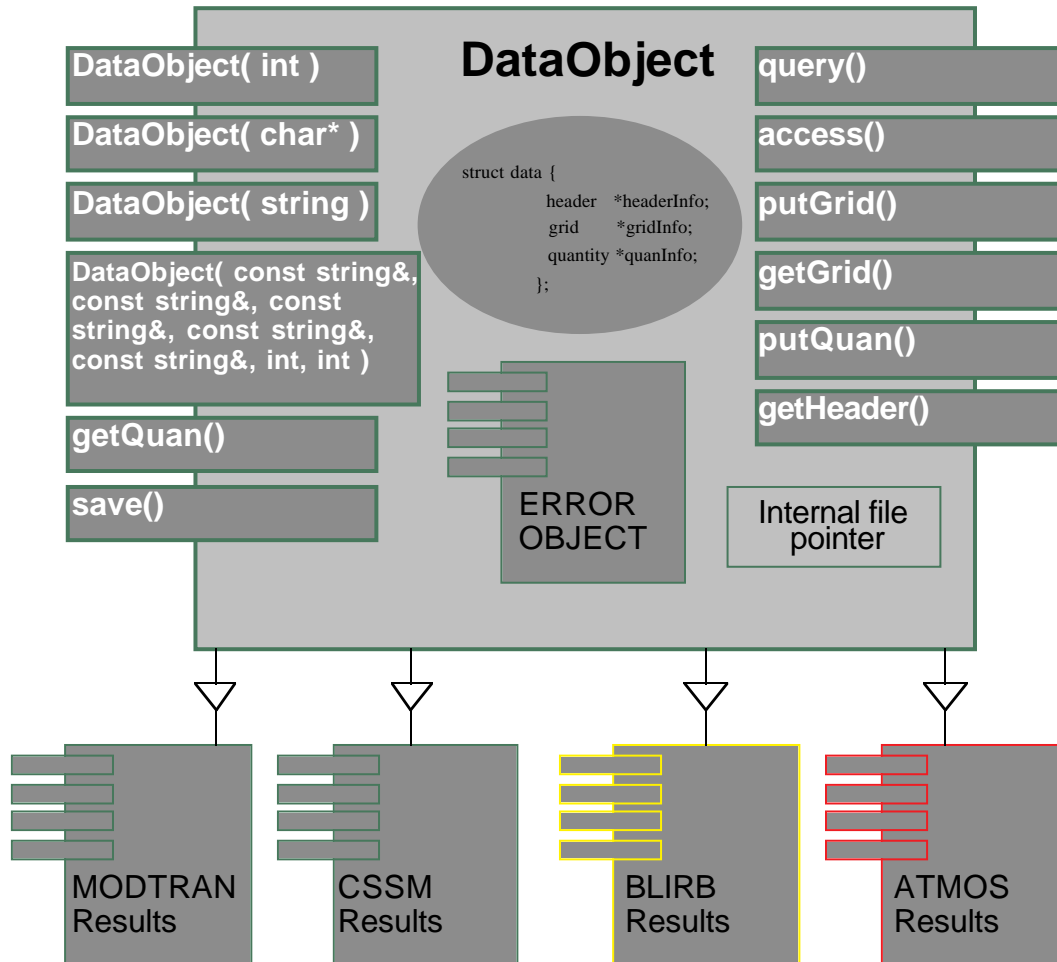 DataObject
DataObject( int )
DataObject( char* )
DataObject( string )
DataObject( const string&,
const string&, const
string&, const string&,
const string&, int, int )
getQuan()
save()
struct data {
header *headerInfo;
grid *gridInfo;
quantity *quanInfo;
};
ERROR
OBJECT
query()
access()
putGrid()
getGrid()
putQuan()
getHeader()
Internal file
pointer
MODTRAN
Results
CSSM
Results
BLIRB
Results
ATMOS
Results